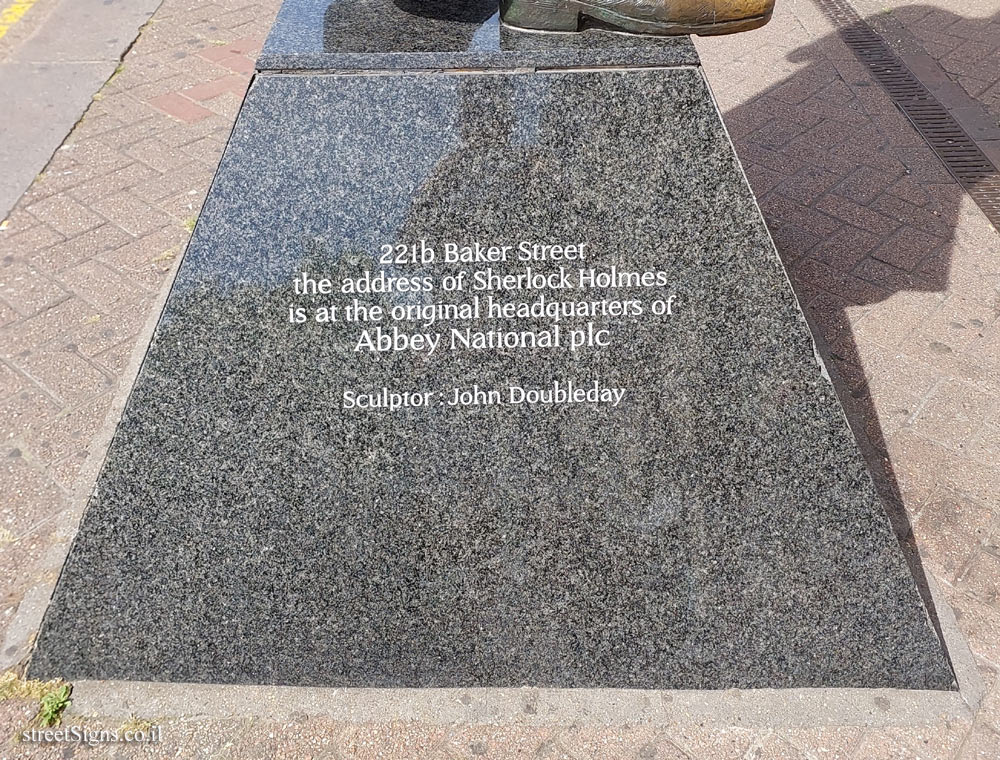 221b Baker Street
the address of Sherlock Holmes
is at the original headquarters of
Abbey National plc
Sculptor : John Doubleday
streetSigns.co.il